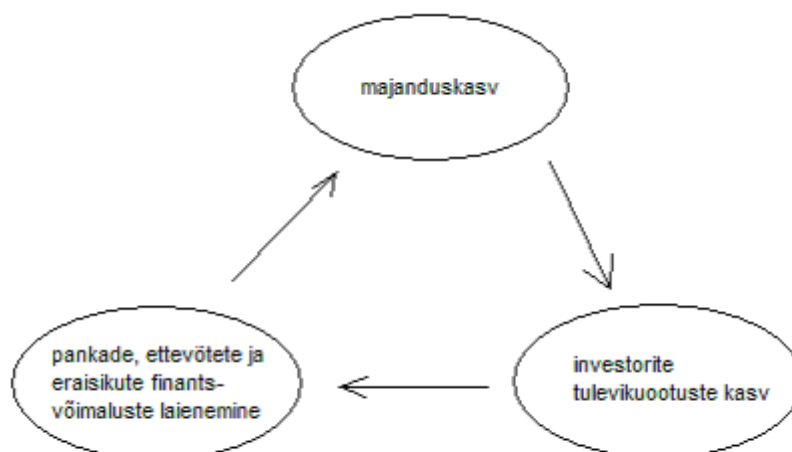 majanduskasv
pankade, ettevõtete ja
eraisikute finants-
võimaluste laienemine
investorite
tulevikuootuste kasv